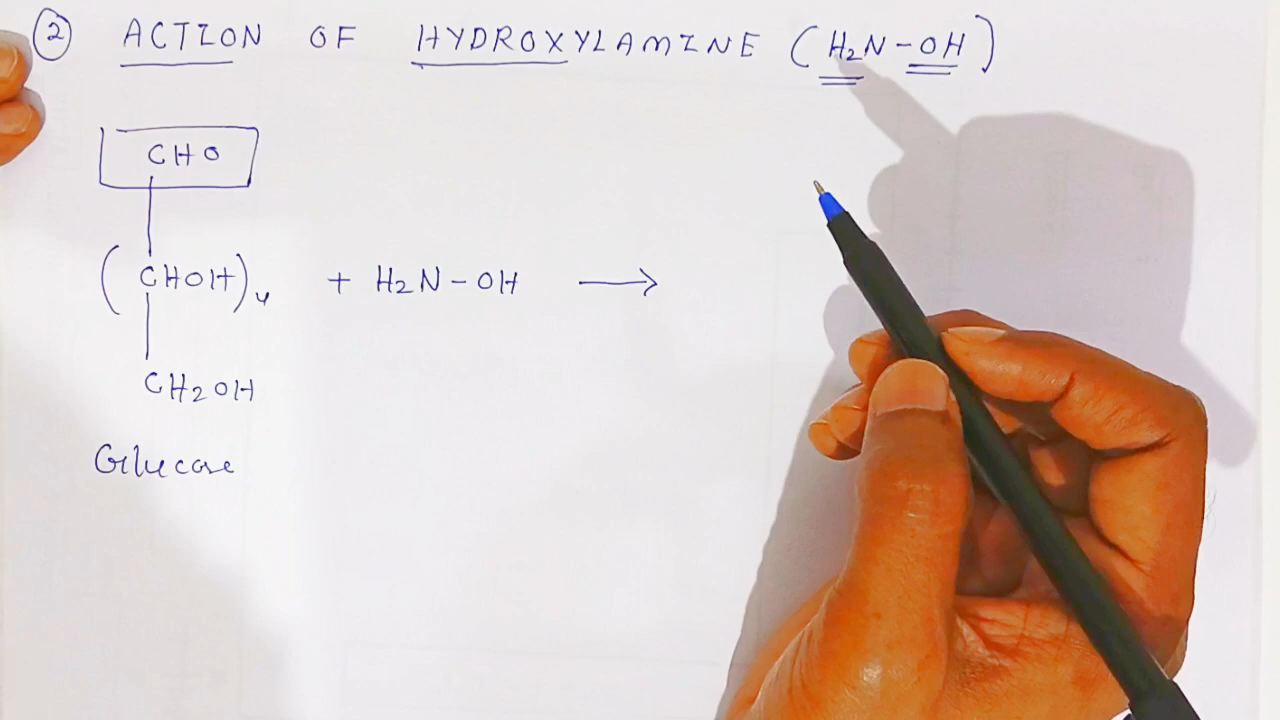 ② ACTION OF HYDROXYLAMINE (H₂N-OH)
CHO
(CHOH)₄ + H₂N-OH →
CH₂OH
Glucose